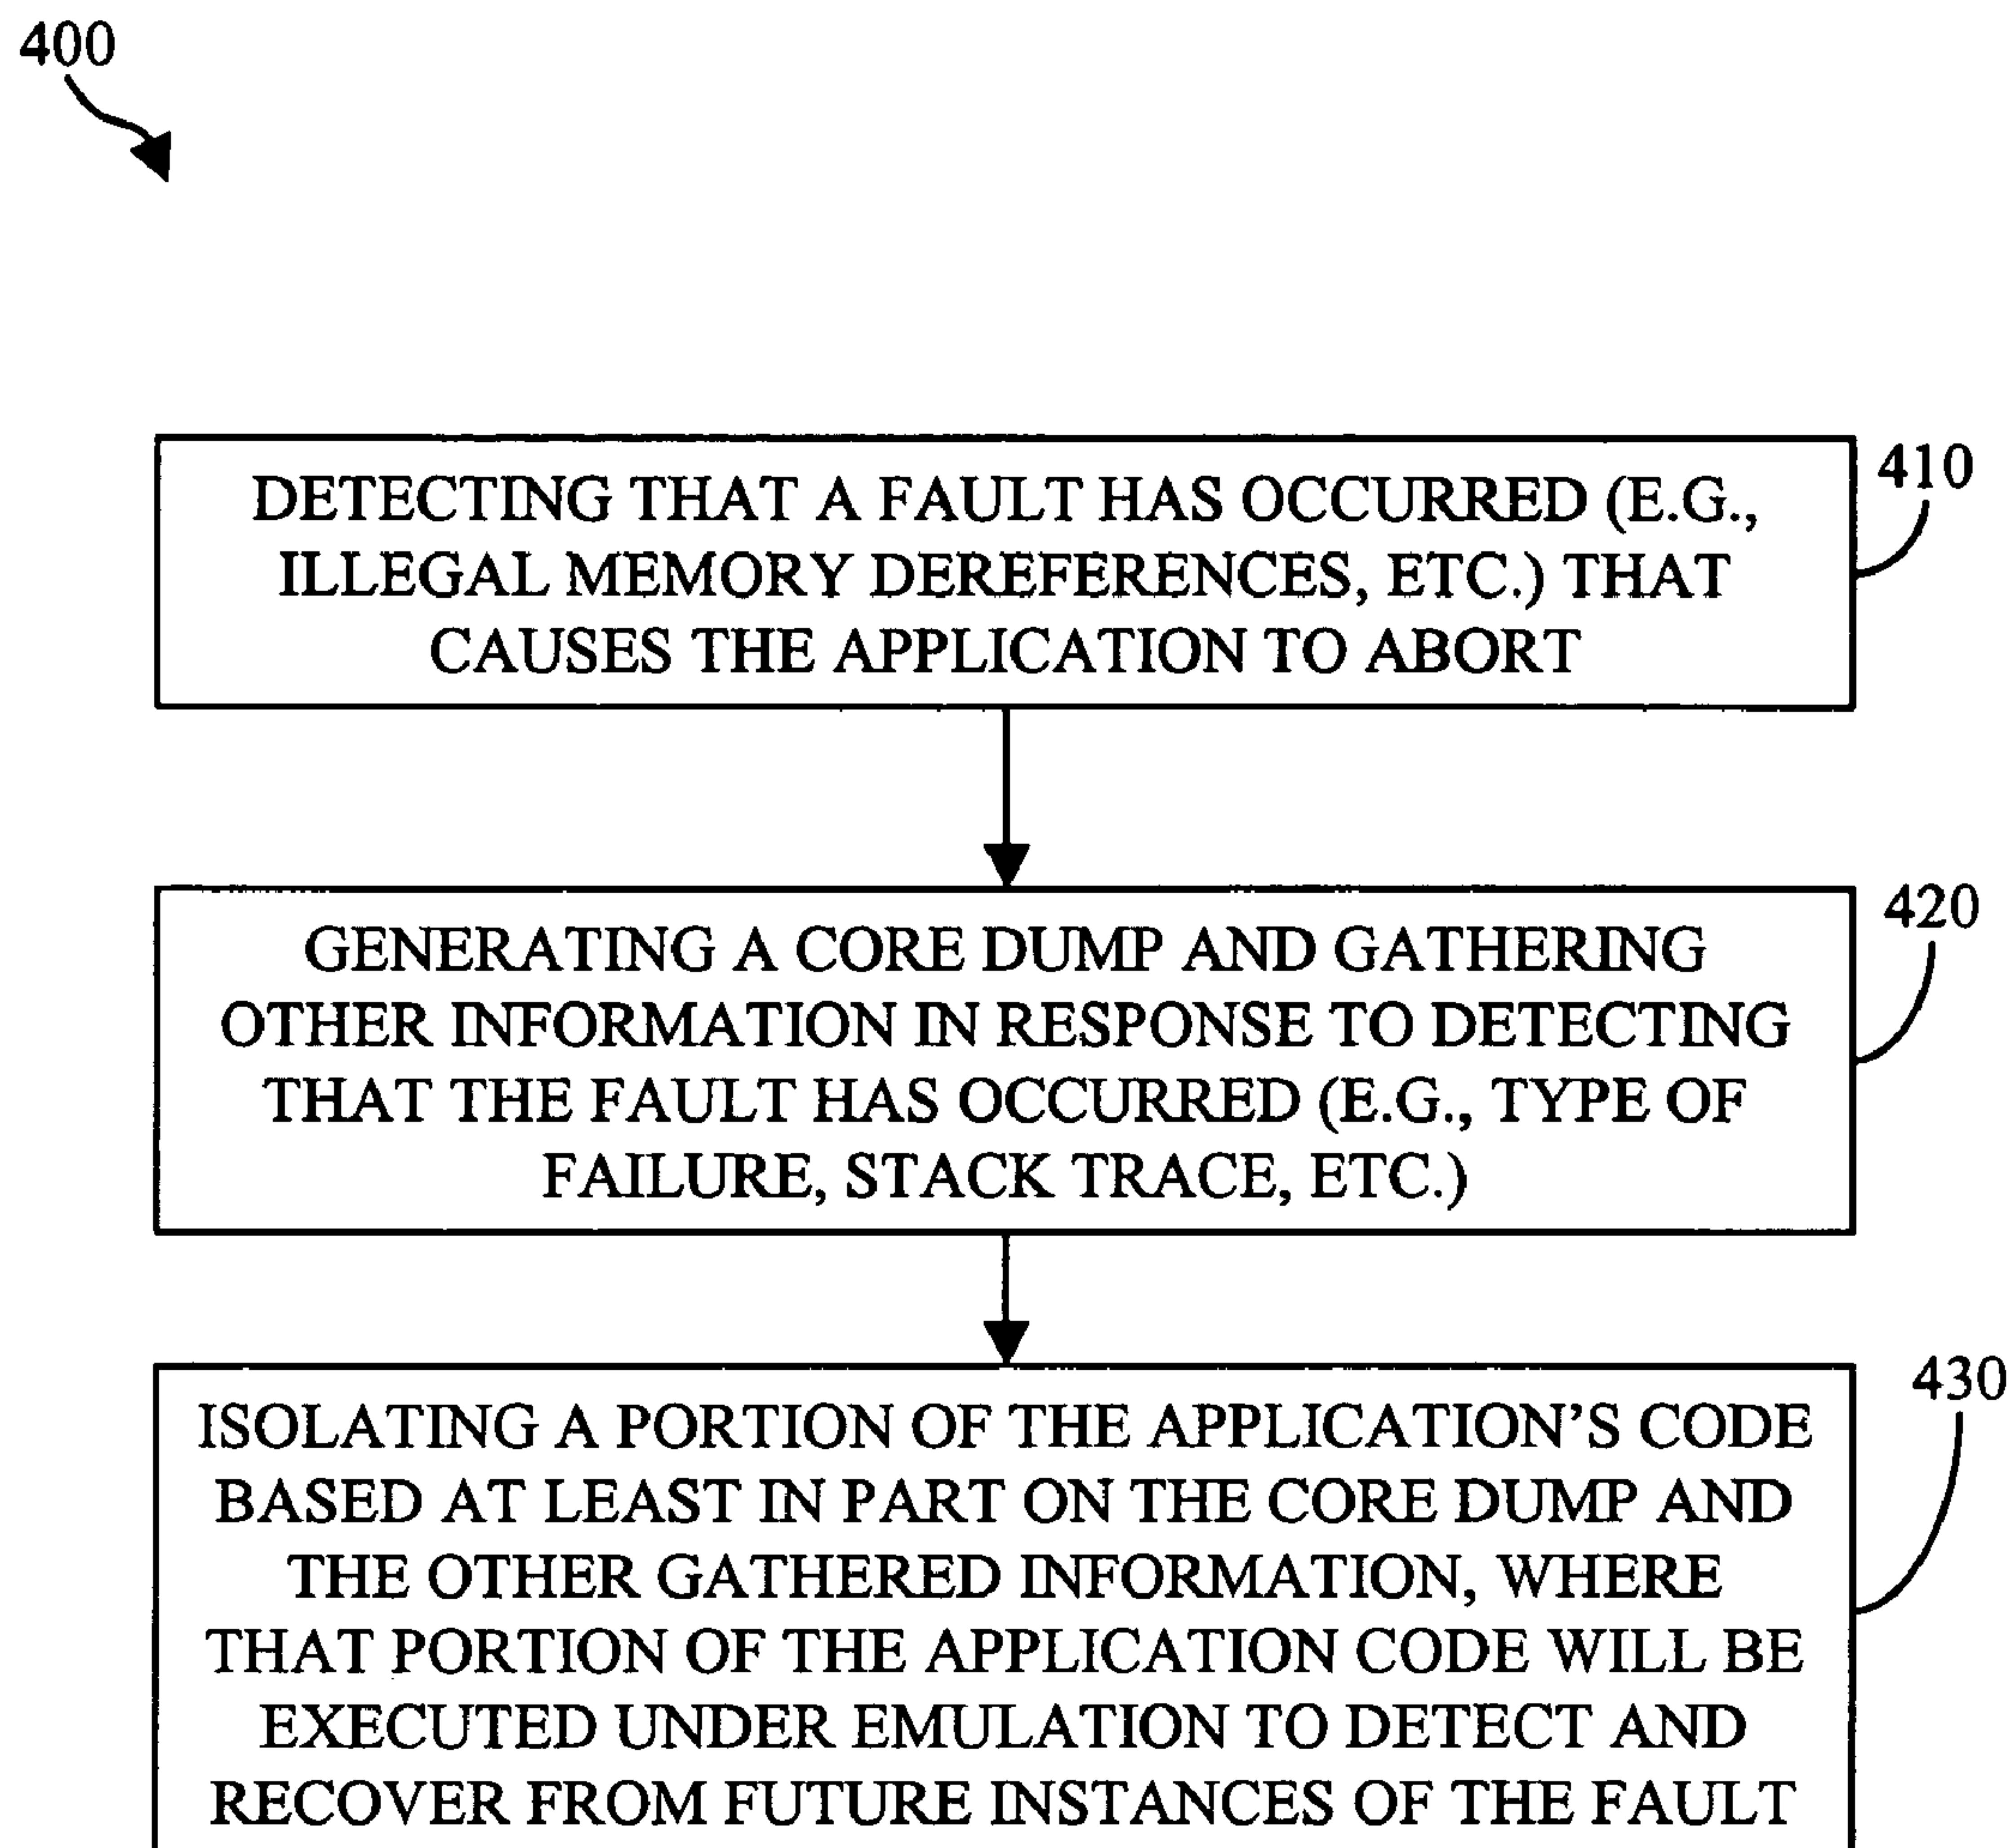 400
DETECTING THAT A FAULT HAS OCCURRED (E.G.,
ILLEGAL MEMORY DEREFERENCES, ETC.) THAT
CAUSES THE APPLICATION TO ABORT
410
GENERATING A CORE DUMP AND GATHERING
OTHER INFORMATION IN RESPONSE TO DETECTING
THAT THE FAULT HAS OCCURRED (E.G., TYPE OF
FAILURE, STACK TRACE, ETC.)
420
ISOLATING A PORTION OF THE APPLICATION'S CODE
BASED AT LEAST IN PART ON THE CORE DUMP AND
THE OTHER GATHERED INFORMATION, WHERE
THAT PORTION OF THE APPLICATION CODE WILL BE
EXECUTED UNDER EMULATION TO DETECT AND
RECOVER FROM FUTURE INSTANCES OF THE FAULT
430